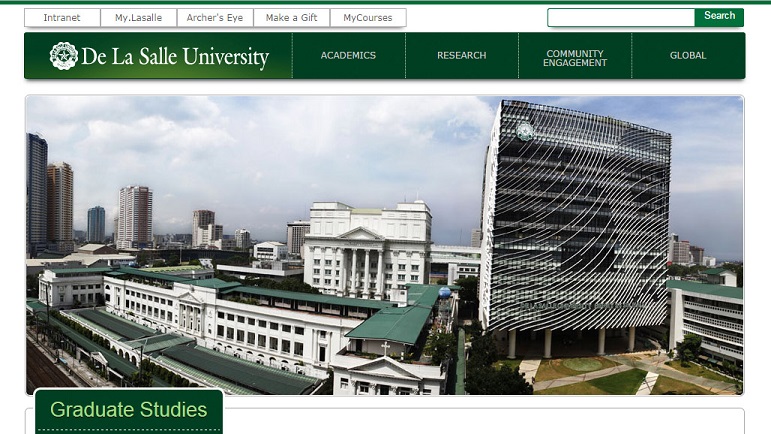 Intranet
My.Lasalle
Archer's Eye
Make a Gift
MyCourses
Search
De La Salle University
ACADEMICS
RESEARCH
COMMUNITY
ENGAGEMENT
GLOBAL
Graduate Studies